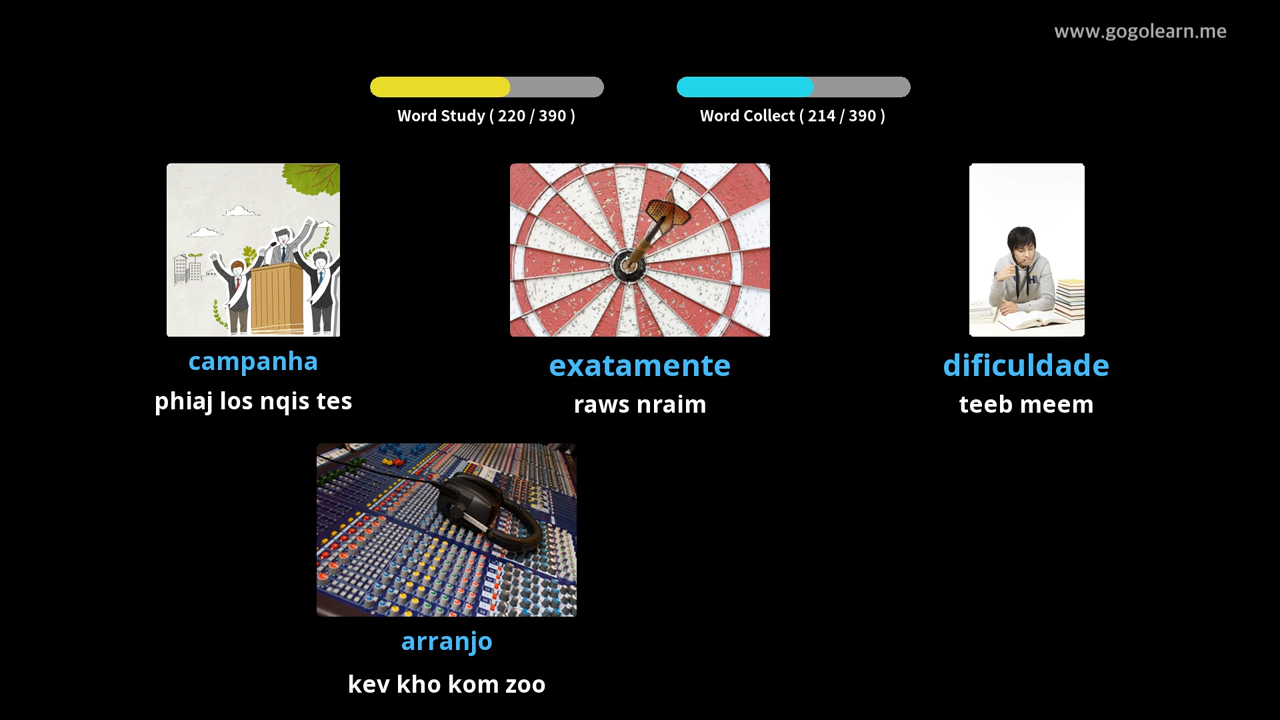 www.gogolearn.me
Word Study ( 220 / 390 )
Word Collect ( 214 / 390 )
campanha
phiaj los nqis tes
exatamente
raws nraim
dificuldade
teeb meem
arranjo
kev kho kom zoo